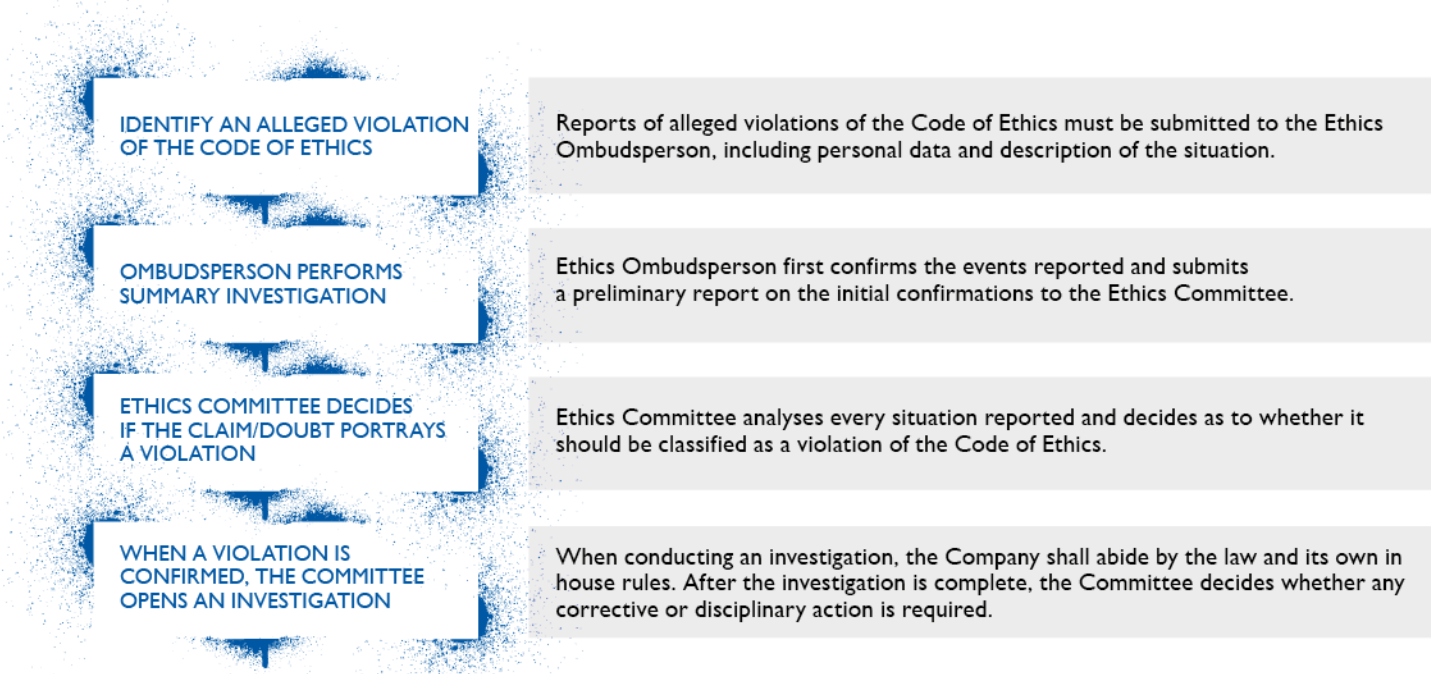 IDENTIFY AN ALLEGED VIOLATION
OF THE CODE OF ETHICS
Reports of alleged violations of the Code of Ethics must be submitted to the Ethics
Ombudsperson, including personal data and description of the situation.
OMBUDSPERSON PERFORMS
SUMMARY INVESTIGATION
Ethics Ombudsperson first confirms the events reported and submits
a preliminary report on the initial confirmations to the Ethics Committee.
ETHICS COMMITTEE DECIDES
IF THE CLAIM/DOUBT PORTRAYS
A VIOLATION
Ethics Committee analyses every situation reported and decides as to whether it
should be classified as a violation of the Code of Ethics.
WHEN A VIOLATION IS
CONFIRMED, THE COMMITTEE
OPENS AN INVESTIGATION
When conducting an investigation, the Company shall abide by the law and its own in
house rules. After the investigation is complete, the Committee decides whether any
corrective or disciplinary action is required.